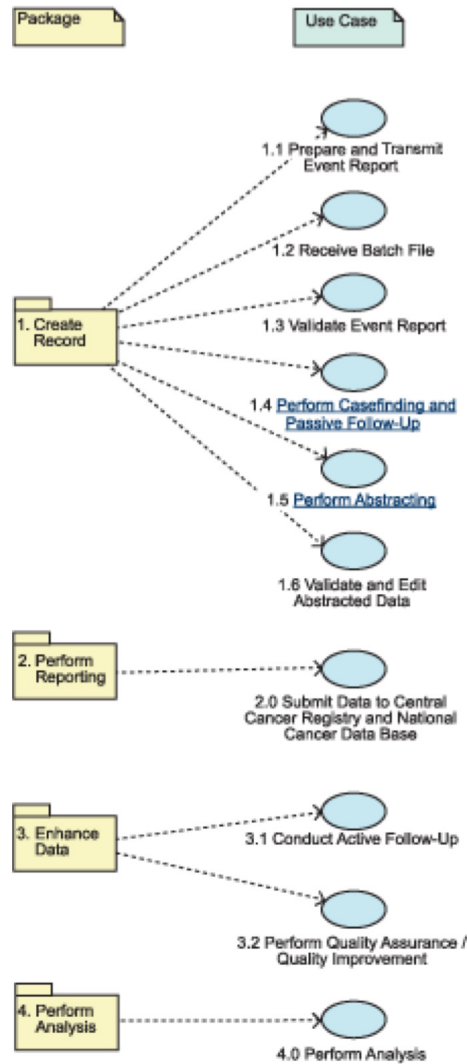 Package
Use Case
1.1 Prepare and Transmit
Event Report
1.2 Receive Batch File
1. Create
Record
1.3 Validate Event Report
1.4 Perform Casefinding and
Passive Follow-Up
1.5 Perform Abstracting
1.6 Validate and Edit
Abstracted Data
2. Perform
Reporting
2.0 Submit Data to Central
Cancer Registry and National
Cancer Data Base
3. Enhance
Data
3.1 Conduct Active Follow-Up
3.2 Perform Quality Assurance /
Quality Improvement
4. Perform
Analysis
4.0 Perform Analysis